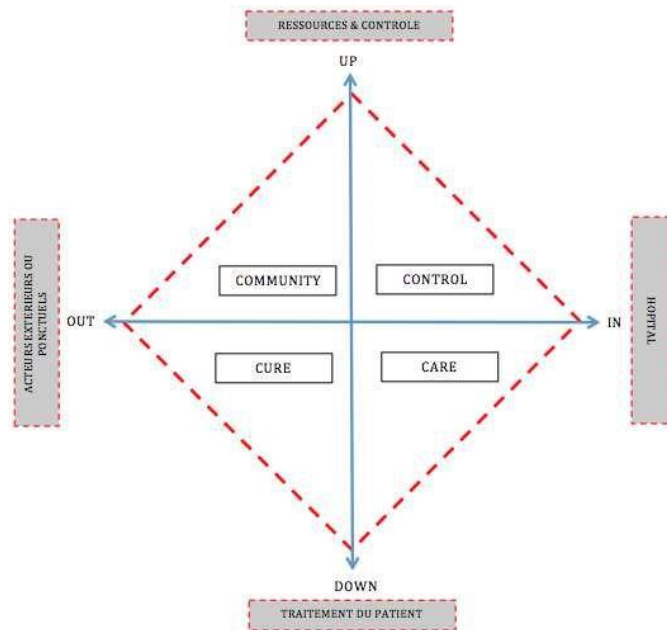 RESSOURCES & CONTROLE
UP
COMMUNITY
CONTROL
ACTEURS EXTERIEURS OU
PONCTUELS
OUT
IN
HOPITAL
CURE
CARE
DOWN
TRAITEMENT DU PATIENT